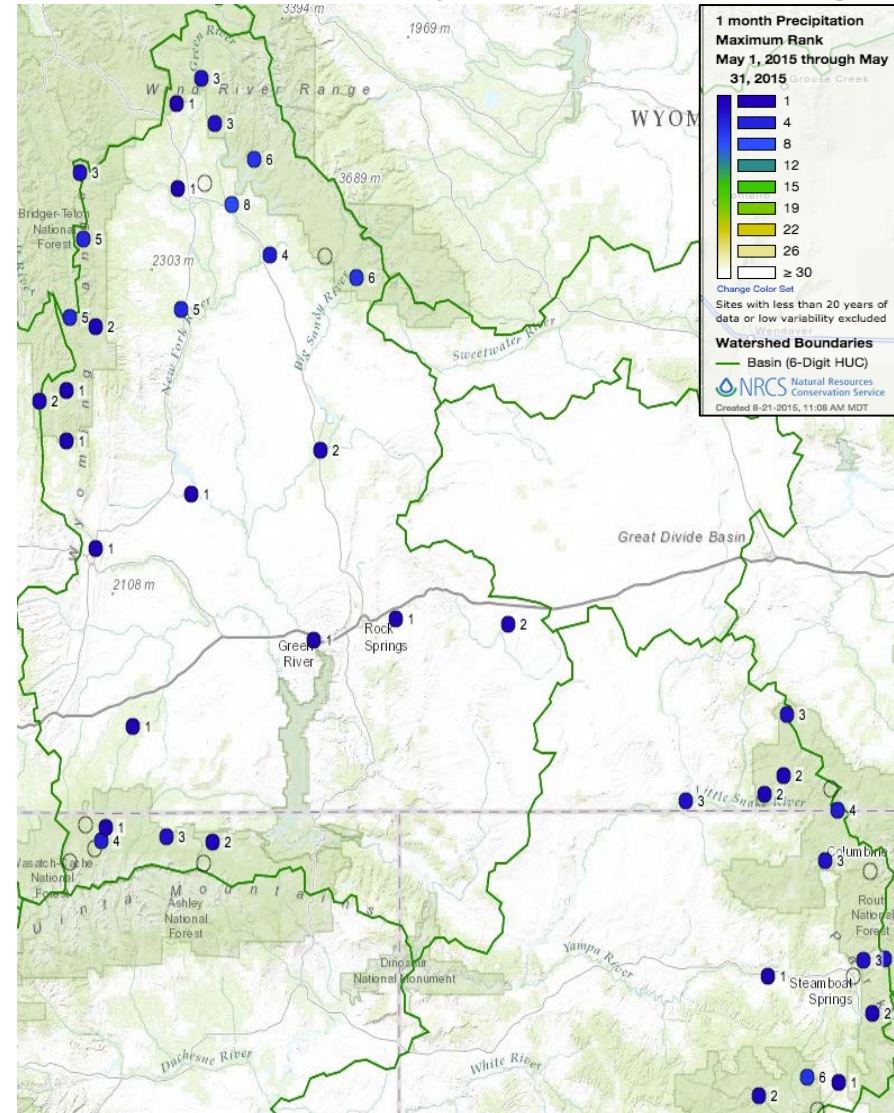 3394 m
1969 m
Green River
3
Wind River Range
1
3
6
3
3689 m
1
8
Bridger-Teton
National
Forest
5
4
2303 m
6
5
New Fork River
Big Sandy River
5
2
Sweetwater River
1
2
1
Wyoming
2
1
1
Great Divide Basin
2108 m
1
Rock
Springs
2
1
Green
River
1
3
2
2
3
Little Snake River
4
1
4
3
2
3
Columbine
National
Forest
Ashley
National
Forest
Uinta Mountains
National
Forest
Yampa River
3
Dinosaur
National Monument
1
Steamboat
Springs
2
Duchesne River
White River
6
1
2
WYOM
1 month Precipitation
Maximum Rank
May 1, 2015 through May
31, 2015
Grouse Creek
1
4
8
12
15
19
22
26
≥ 30
Change Color Set
Sites with less than 20 years of
data or low variability excluded
Wendover
Watershed Boundaries
Basin (6-Digit HUC)
NRCS Natural Resources
Conservation Service
Created 8-21-2015, 11:08 AM MDT